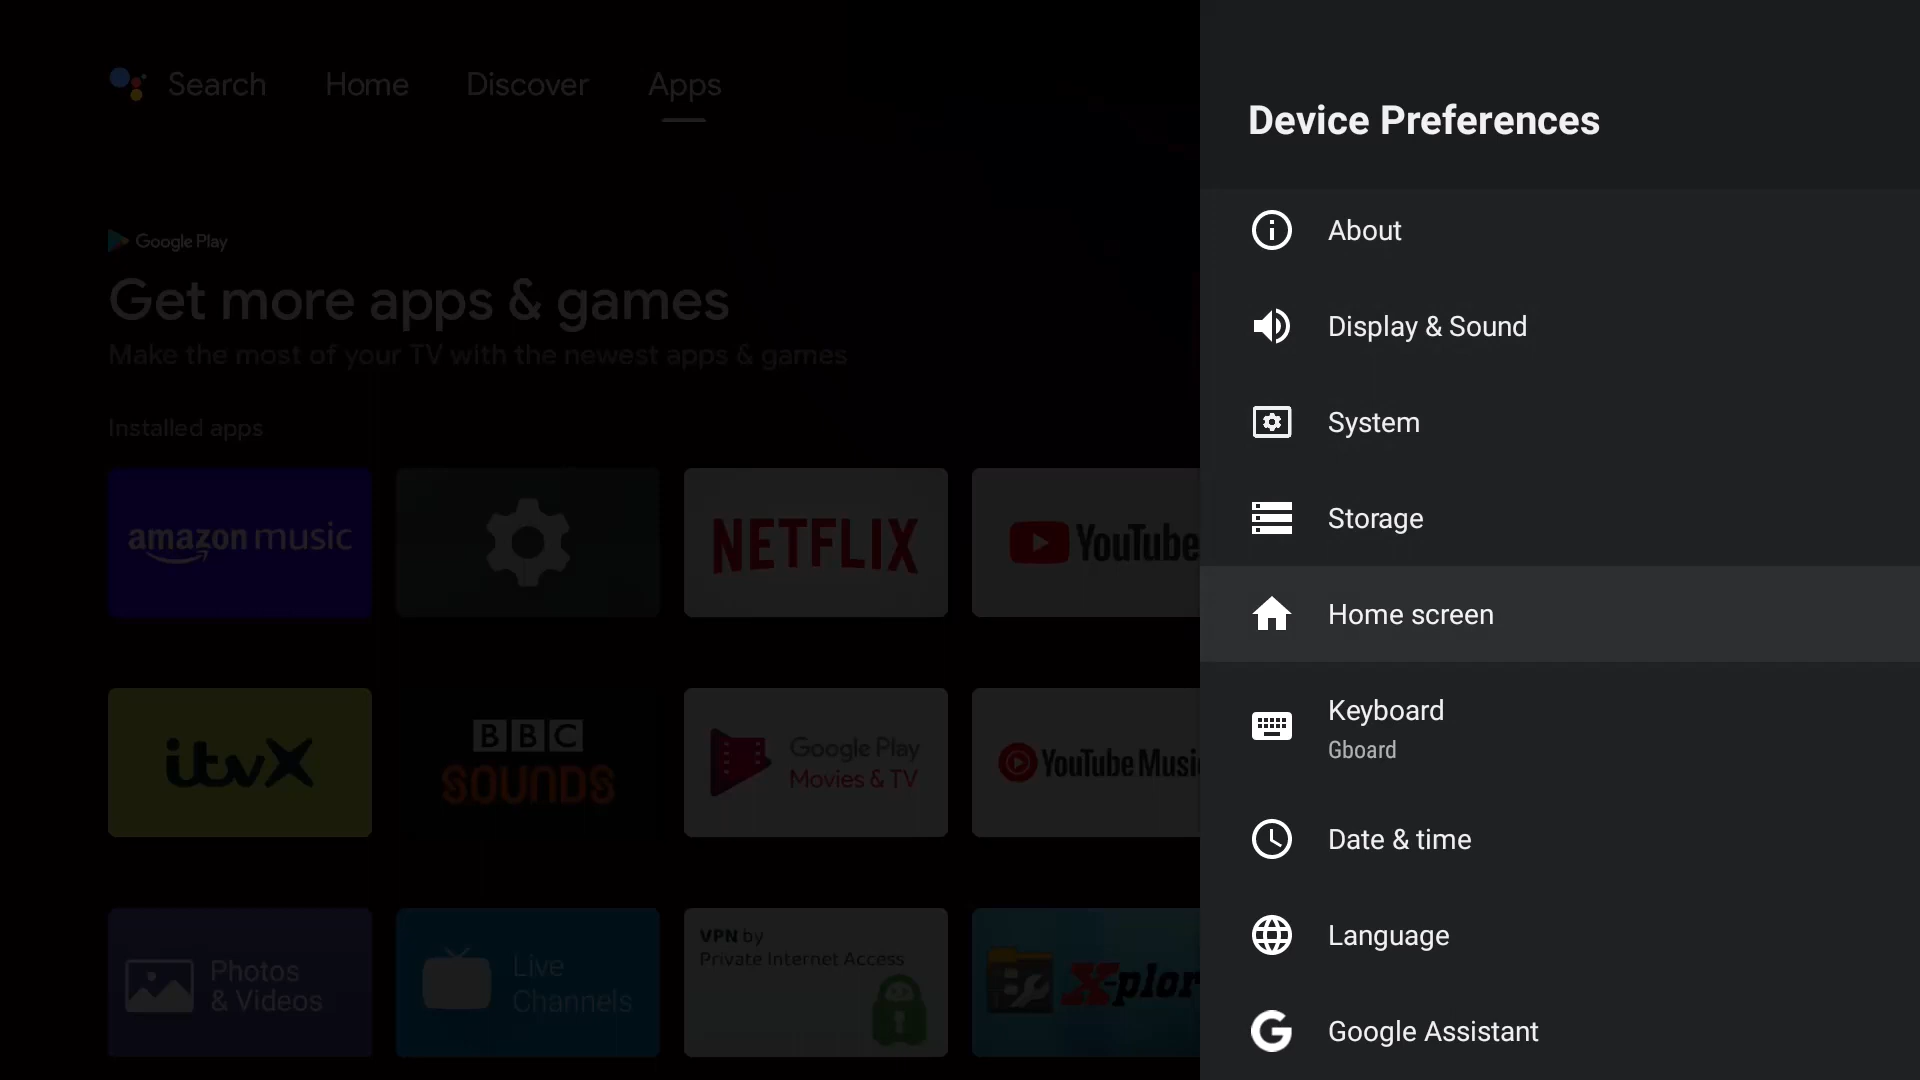 Search Home Discover Apps
Google Play
Get more apps & games
Make the most of your TV with the newest apps & games
Installed apps
amazon music
NETFLIX
YouTube
itvX
BBC
SOUNDS
Google Play
Movies & TV
YouTube Music
Photos
& Videos
Live
Channels
VPN by
Private Internet Access
X-plor
Device Preferences
About
Display & Sound
System
Storage
Home screen
Keyboard
Gboard
Date & time
Language
Google Assistant